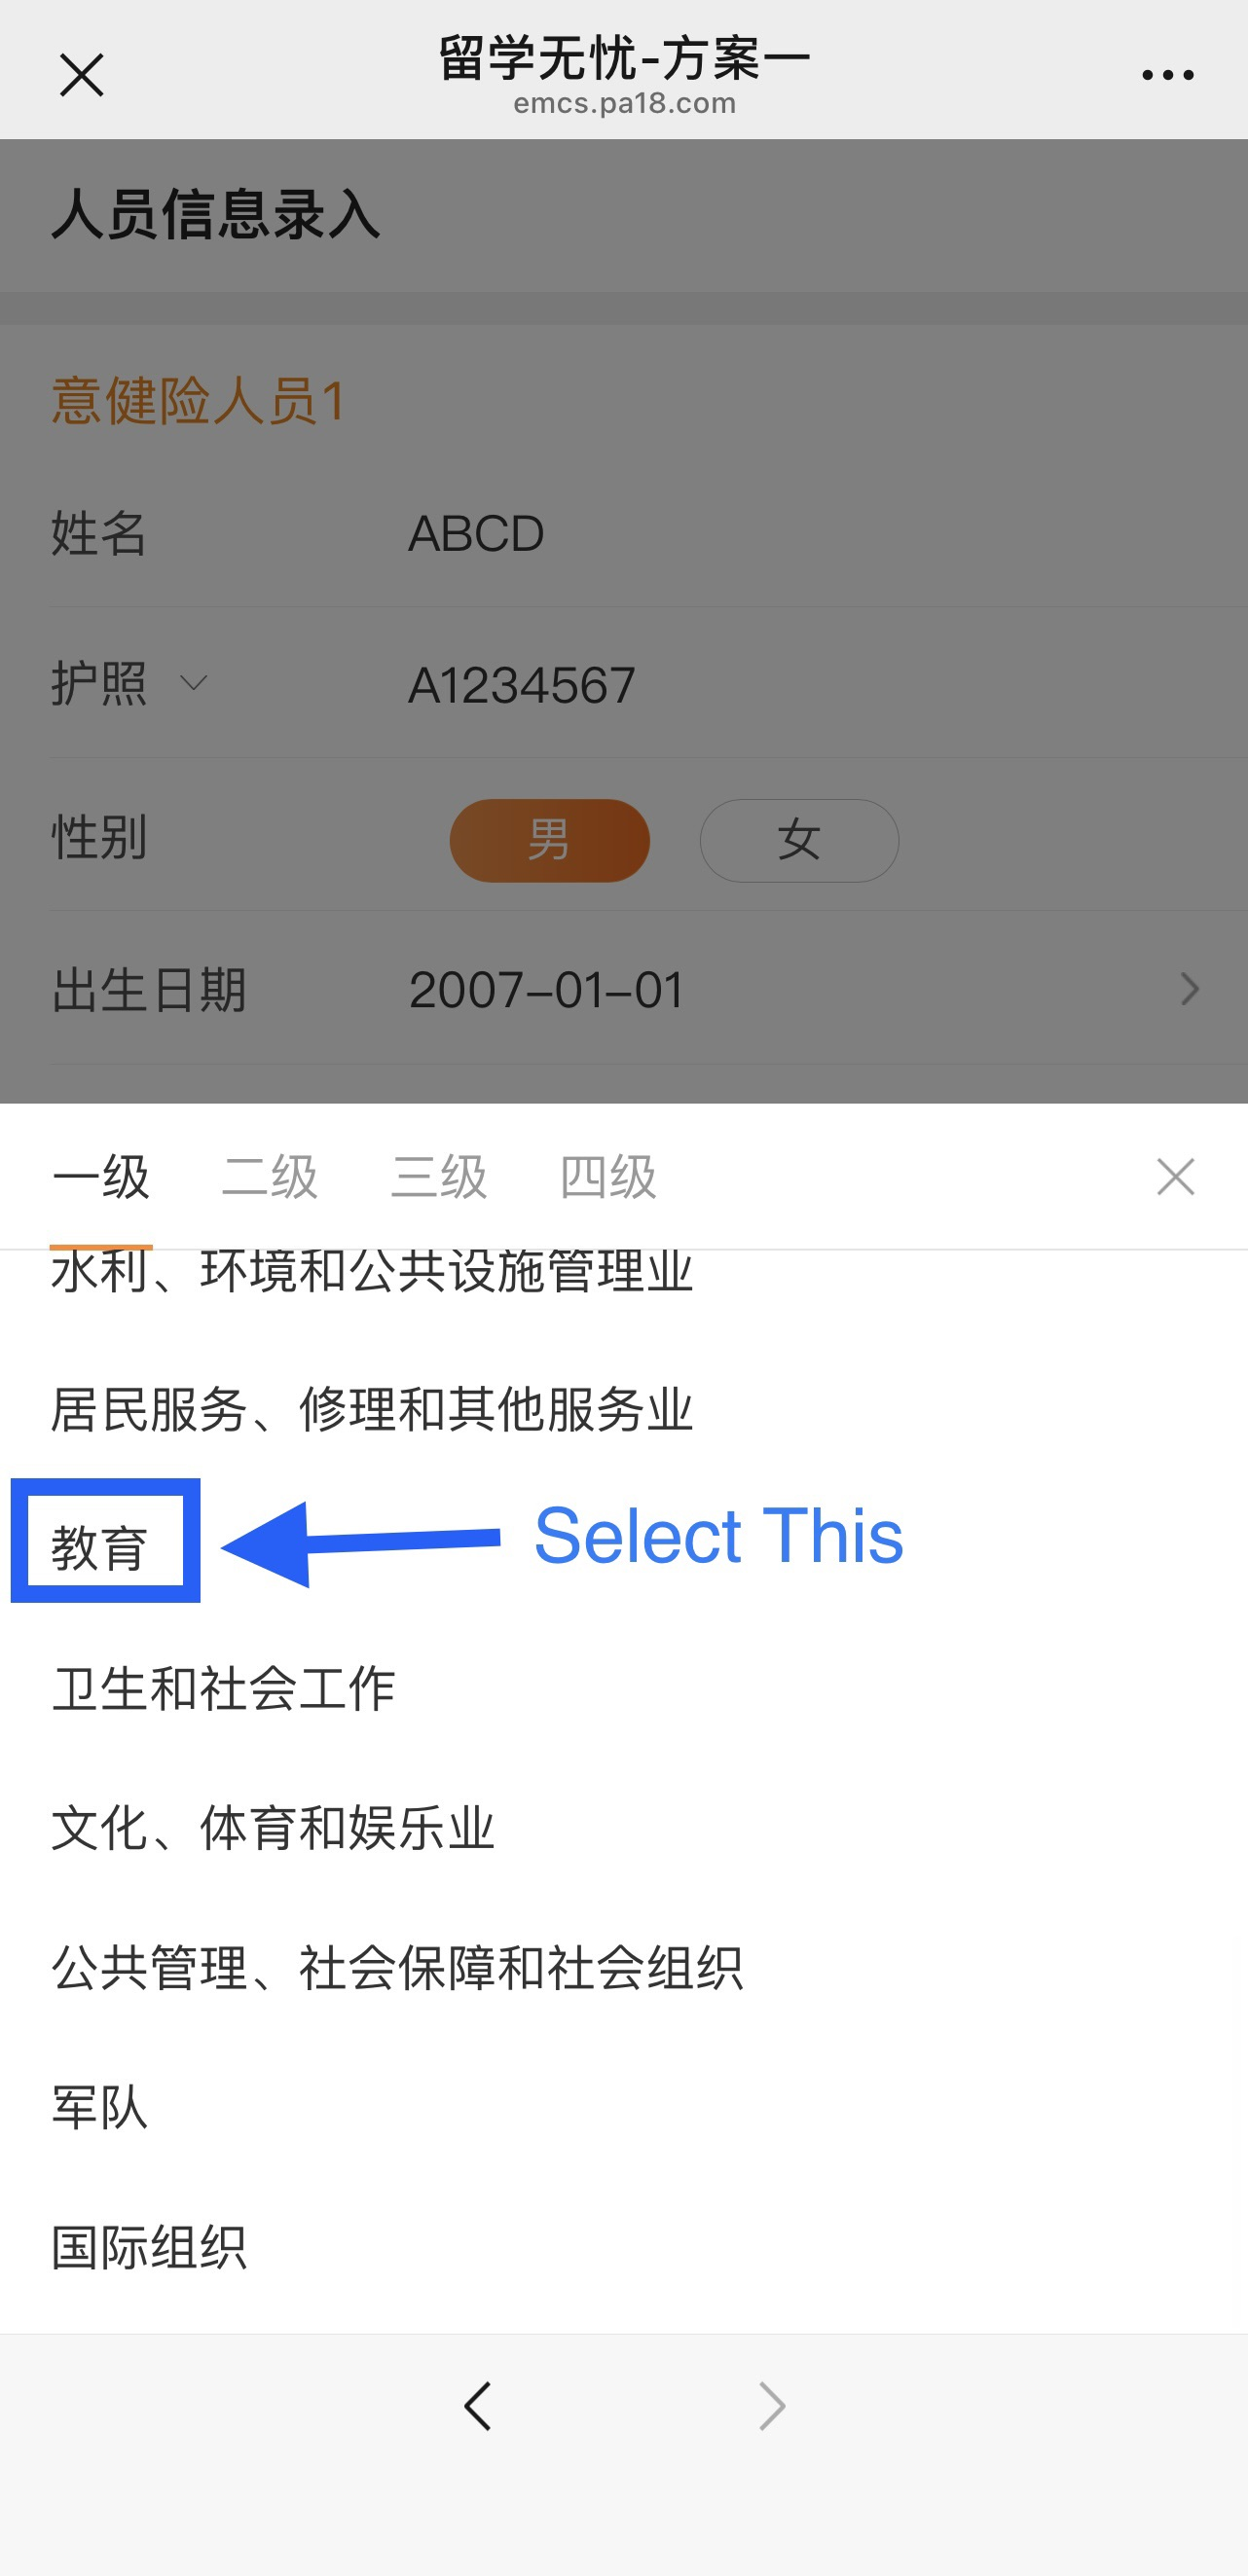 留学无忧-方案一
emcs.pa18.com
人员信息录入
意健险人员1
姓名 ABCD
护照 A1234567
性别 男 女
出生日期 2007-01-01
一级 二级 三级 四级
水利、环境和公共设施管理业
居民服务、修理和其他服务业
教育 Select This
卫生和社会工作
文化、体育和娱乐业
公共管理、社会保障和社会组织
军队
国际组织